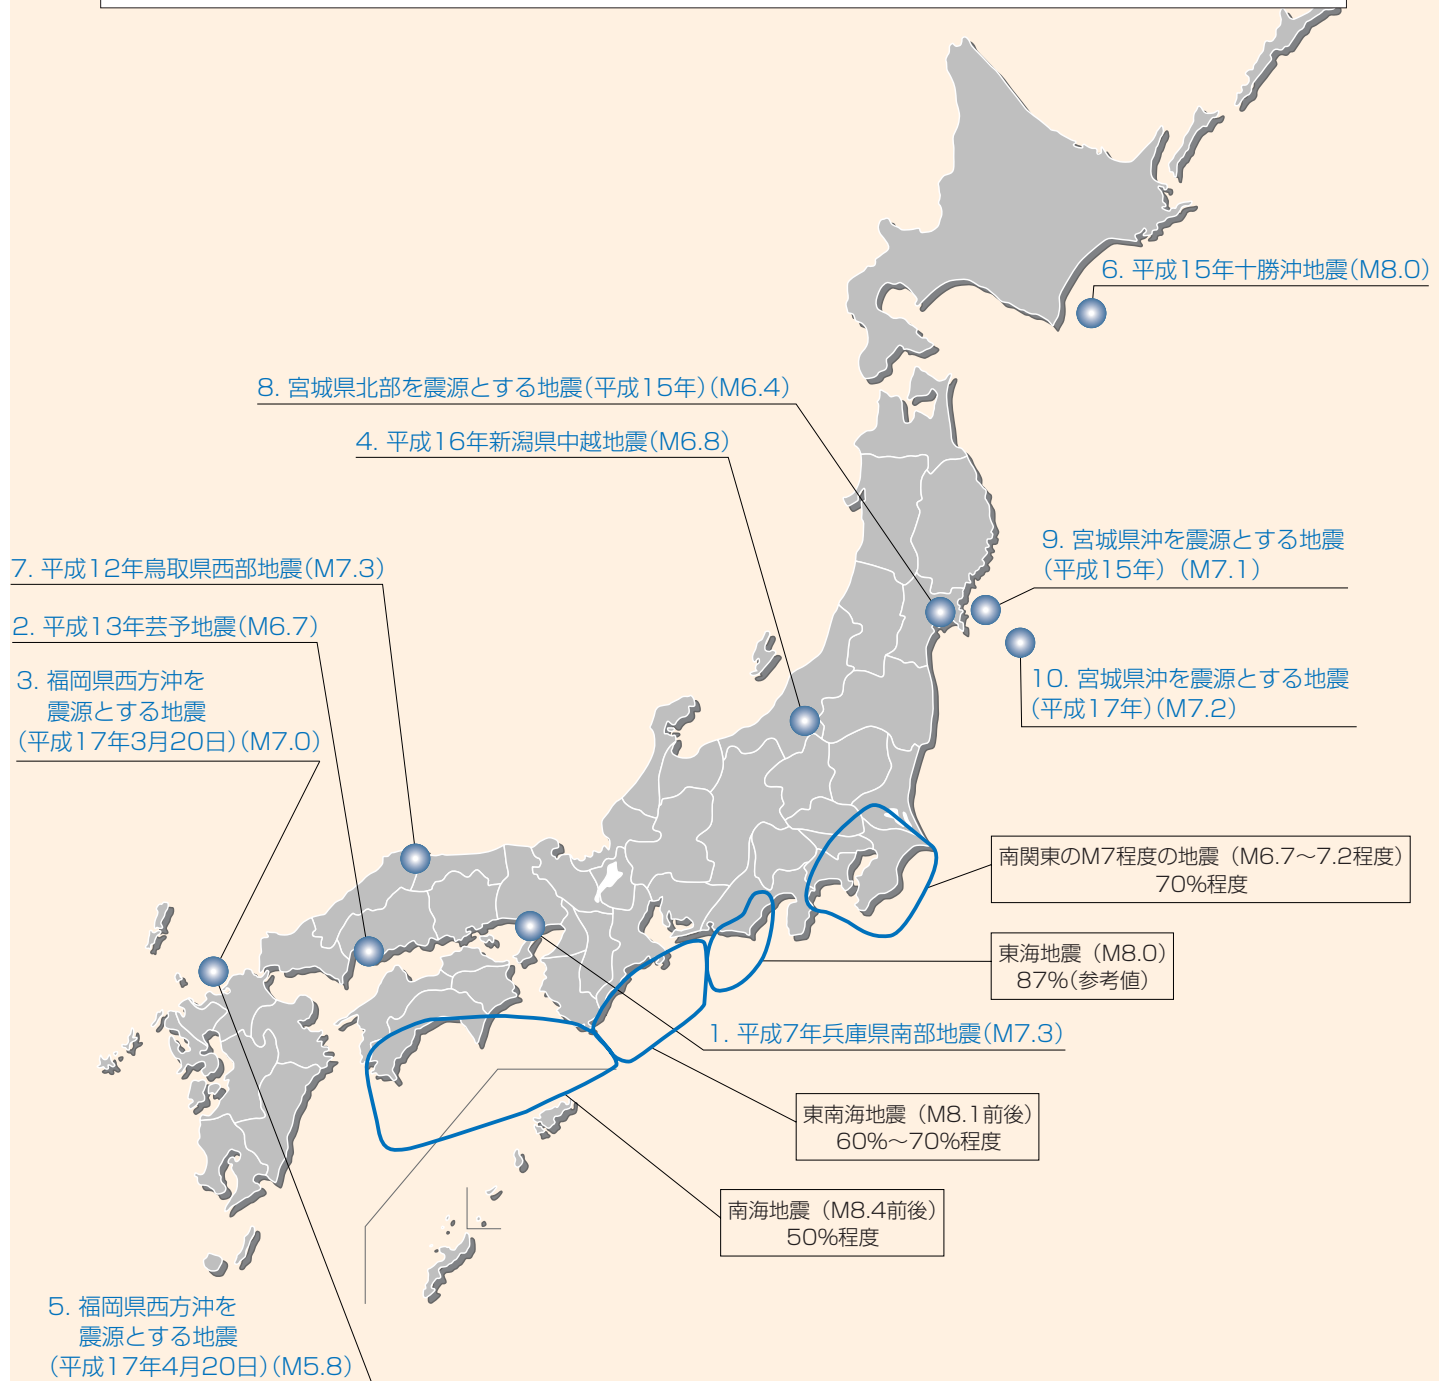 6. 平成15年十勝沖地震(M8.0)
8. 宮城県北部を震源とする地震(平成15年)(M6.4)
4. 平成16年新潟県中越地震(M6.8)
9. 宮城県沖を震源とする地震
(平成15年) (M7.1)
7. 平成12年鳥取県西部地震(M7.3)
2. 平成13年芸予地震(M6.7)
3. 福岡県西方沖を
震源とする地震
(平成17年3月20日)(M7.0)
10. 宮城県沖を震源とする地震
(平成17年)(M7.2)
南関東のM7程度の地震（M6.7～7.2程度）
70%程度
東海地震（M8.0）
87%(参考値)
1. 平成7年兵庫県南部地震(M7.3)
東南海地震（M8.1前後）
60%～70%程度
南海地震（M8.4前後）
50%程度
5. 福岡県西方沖を
震源とする地震
(平成17年4月20日)(M5.8)